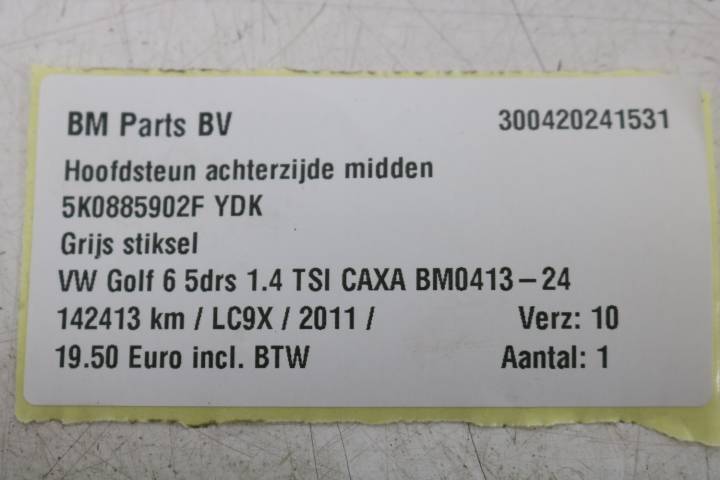 BM Parts BV 300420241531
Hoofdsteun achterzijde midden
5K0885902F YDK
Grijs stiksel
VW Golf 6 5drs 1.4 TSI CAXA BM0413-24
142413 km / LC9X / 2011 / Verz: 10
19.50 Euro incl. BTW Aantal: 1